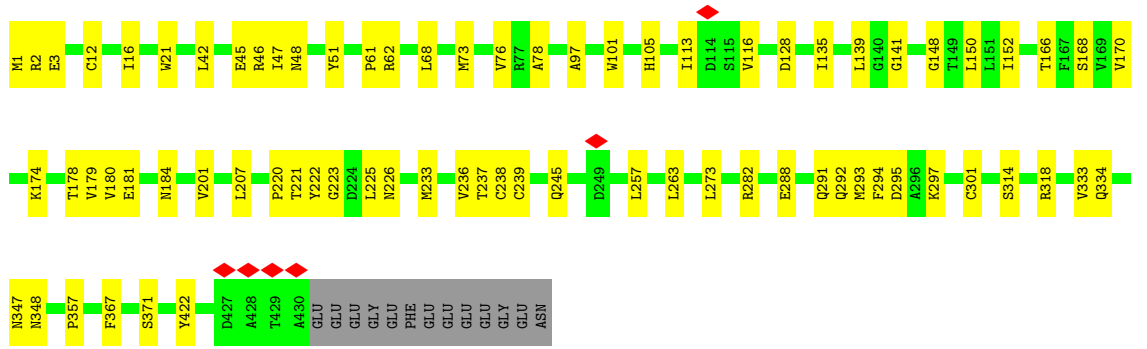 M1 R2 E3 C12 I16 W21 L42 E45 R46 I47 N48 Y51 P61 R62 L68 M73 V76 R77 A78 A97 W101 H105 I113 D114 S115 V116 D128 I135 L139 G140 G141 G148 T149 L150 L151 I152 T166 F167 S168 V169 V170
K174 T178 V179 V180 E181 N184 V201 L207 P220 T221 Y222 G223 D224 L225 N226 M233 V236 T237 C238 C239 Q245 D249 L257 L263 L273 R282 E288 Q291 Q292 M293 F294 D295 A296 K297 C301 S314 R318 V333 Q334
N347 N348 P357 F367 S371 Y422 D427 A428 T429 A430 GLU GLU GLU GLY GLU PHE GLU GLU GLU GLU GLY GLU ASN